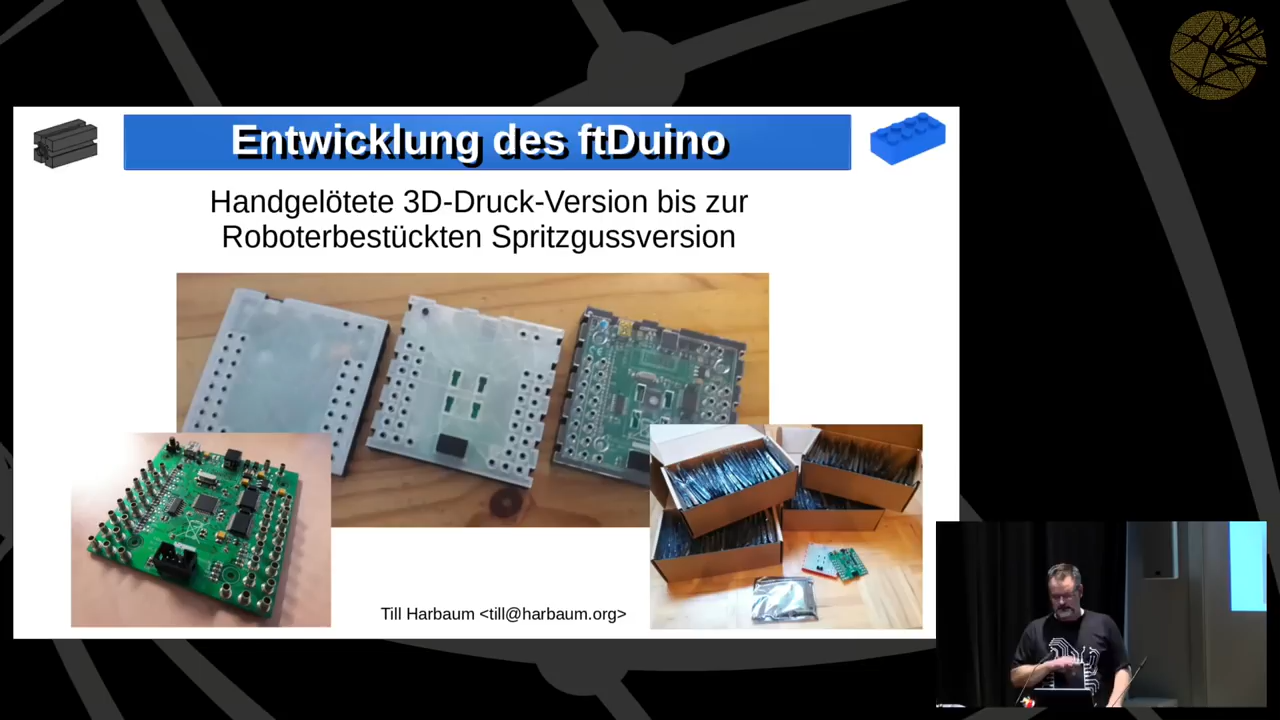 Entwicklung des ftDuino
Handgelötete 3D-Druck-Version bis zur
Roboterbestückten Spritzgussversion
Till Harbaum <till@harbaum.org>